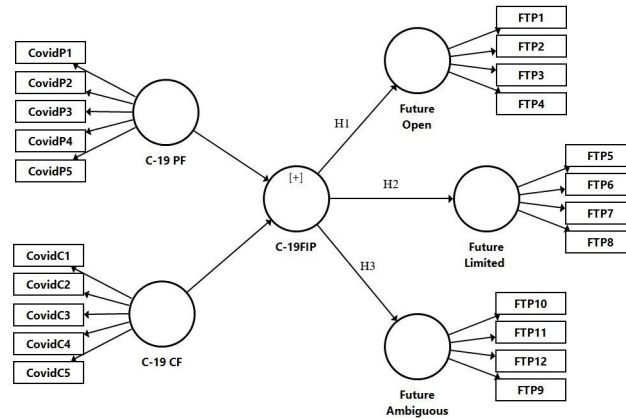 CovidP1
CovidP2
CovidP3
CovidP4
CovidP5
C-19 PF
CovidC1
CovidC2
CovidC3
CovidC4
CovidC5
C-19 CF
[+]
C-19FIP
H1
H2
H3
Future
Open
FTP1
FTP2
FTP3
FTP4
Future
Limited
FTP5
FTP6
FTP7
FTP8
Future
Ambiguous
FTP10
FTP11
FTP12
FTP9